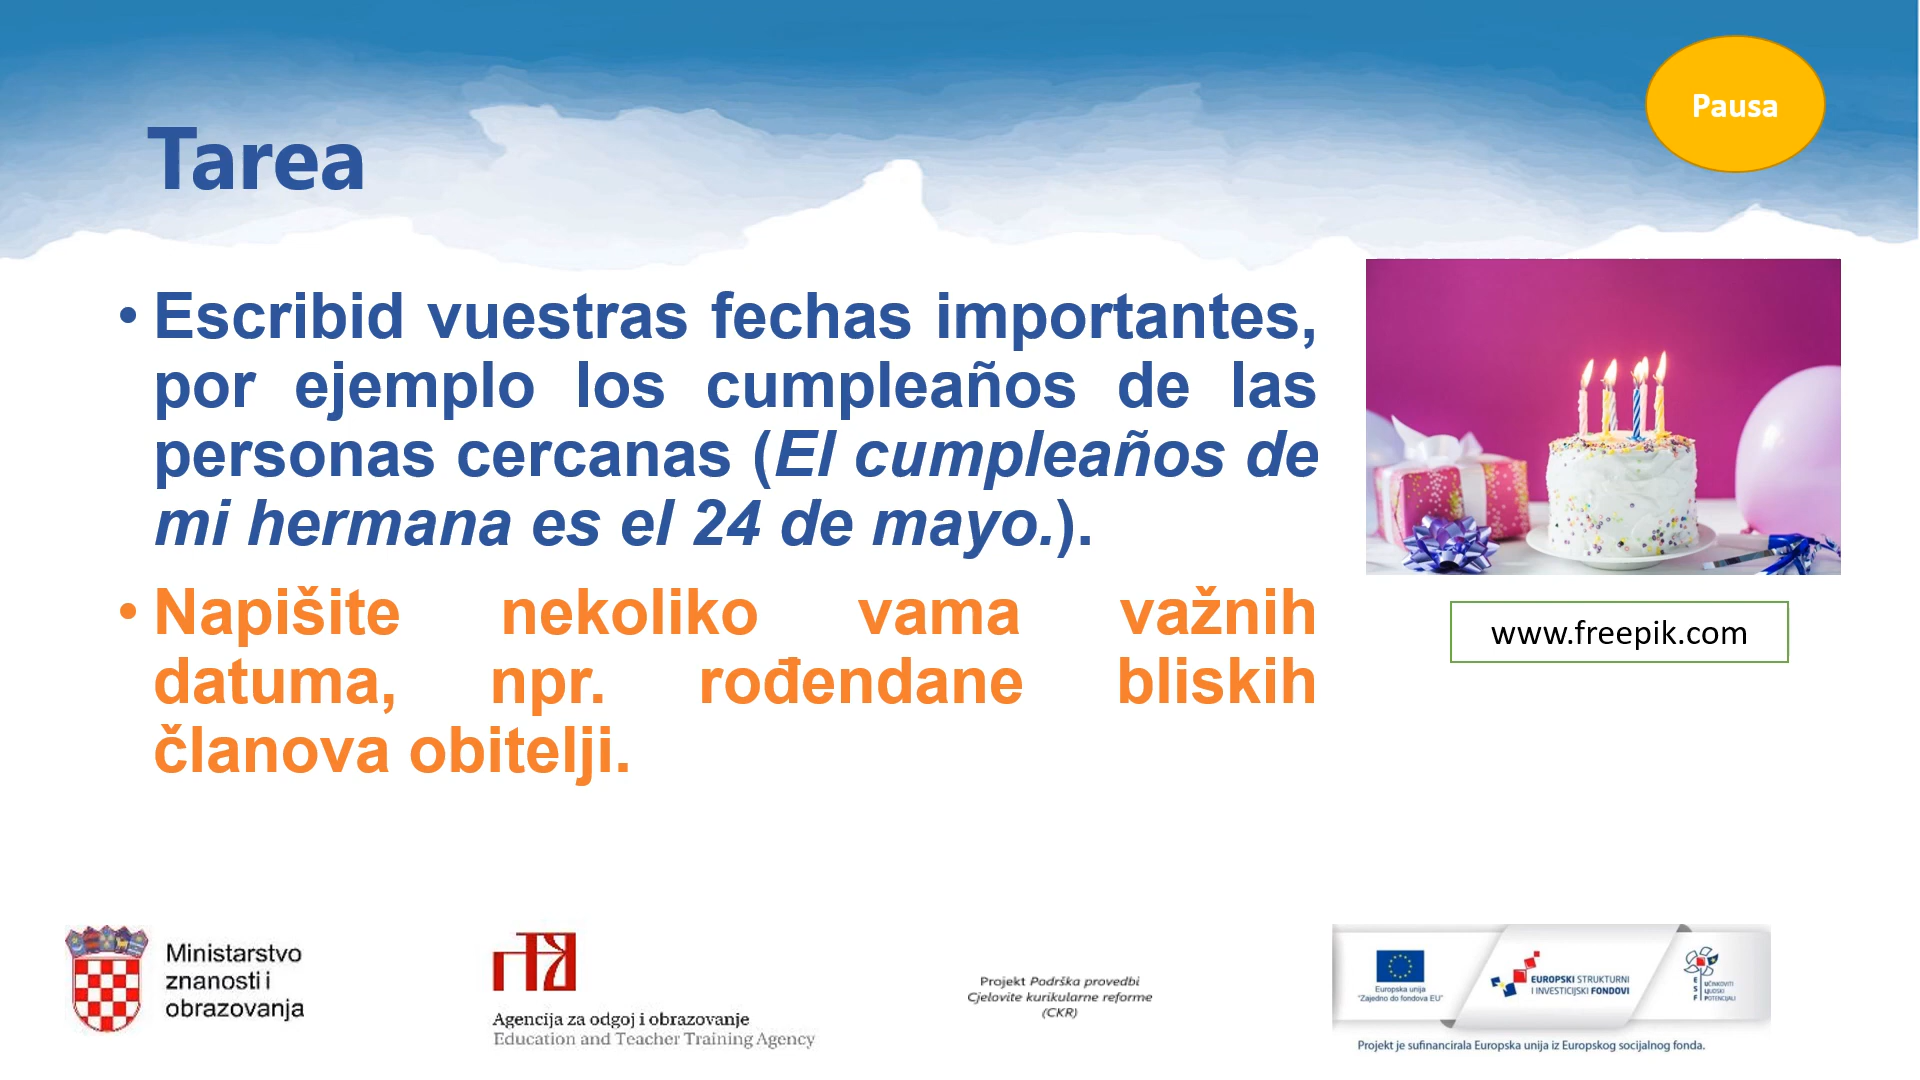 Pausa
Tarea
• Escribid vuestras fechas importantes,
por ejemplo los cumpleaños de las
personas cercanas (El cumpleaños de
mi hermana es el 24 de mayo.).
• Napišite nekoliko vama važnih
datuma, npr. rođendane bliskih
članova obitelji.
www.freepik.com
Ministarstvo
znanosti i
obrazovanja
Agencija za odgoj i obrazovanje
Education and Teacher Training Agency
Projekt Podrška provedbi
Cjelovite kurikularne reforme
(CKR)
Europska unija
"Zajedno do fondova EU"
EUROPSKI STRUKTURNI
I INVESTICIJSKI FONDOVI
E
S
F
UČINKOVITI
LJUDSKI
POTENCIJALI
Projekt je sufinancirala Europska unija iz Europskog socijalnog fonda.